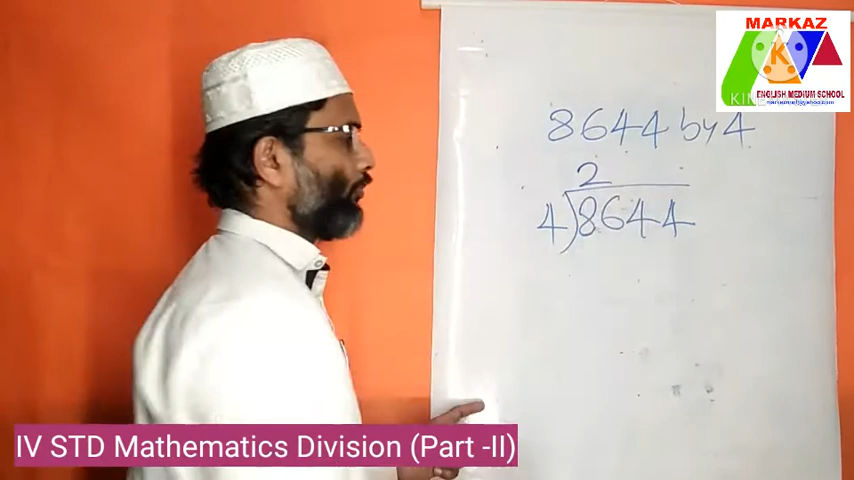 MARKAZ
K
ENGLISH MEDIUM SCHOOL
8644 by 4
2
4)8644
IV STD Mathematics Division (Part -II)